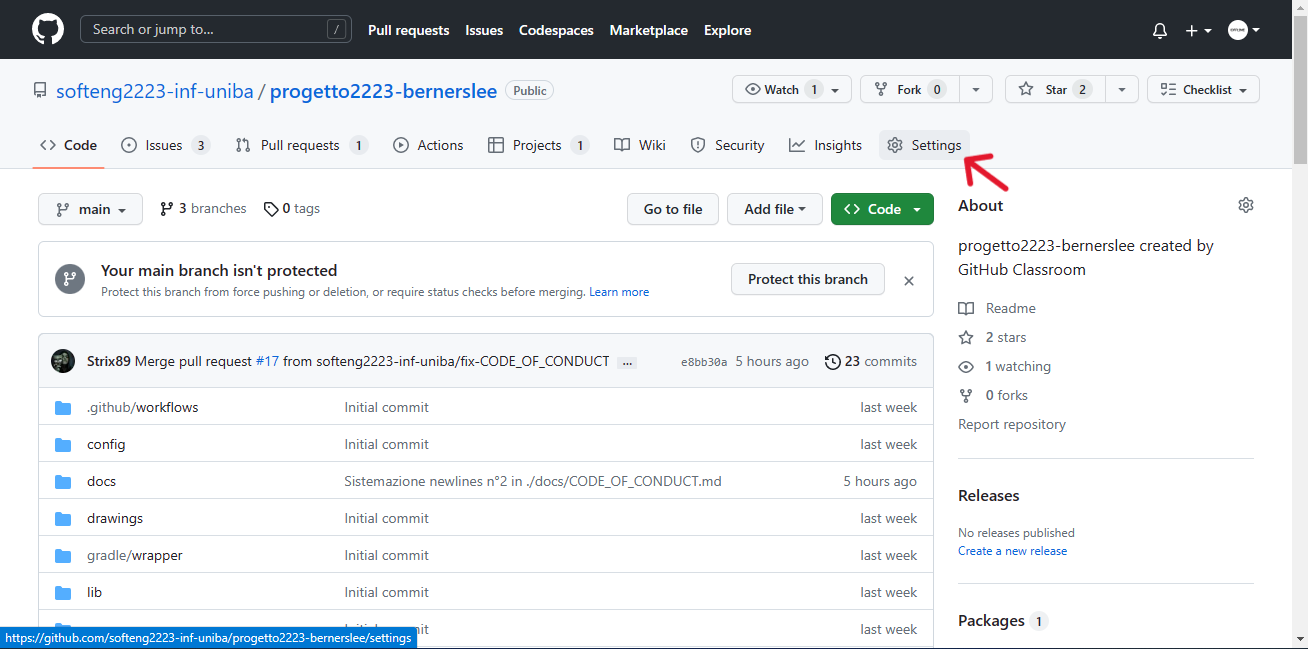 Search or jump to... / Pull requests Issues Codespaces Marketplace Explore
softeng2223-inf-uniba / progetto2223-bernerslee Public Watch 1 Fork 0 Star 2 Checklist
Code Issues 3 Pull requests 1 Actions Projects 1 Wiki Security Insights Settings
main 3 branches 0 tags Go to file Add file Code
Your main branch isn't protected
Protect this branch from force pushing or deletion, or require status checks before merging. Learn more
Protect this branch
Strix89 Merge pull request #17 from softeng2223-inf-uniba/fix-CODE_OF_CONDUCT ... e8bb30a 5 hours ago 23 commits
.github/workflows Initial commit last week
config Initial commit last week
docs Sistemazione newlines n°2 in ./docs/CODE_OF_CONDUCT.md 5 hours ago
drawings Initial commit last week
gradle/wrapper Initial commit last week
lib Initial commit last week
last week
About
progetto2223-bernerslee created by
GitHub Classroom
Readme
2 stars
1 watching
0 forks
Report repository
Releases
No releases published
Create a new release
Packages 1
https://github.com/softeng2223-inf-uniba/progetto2223-bernerslee/settings